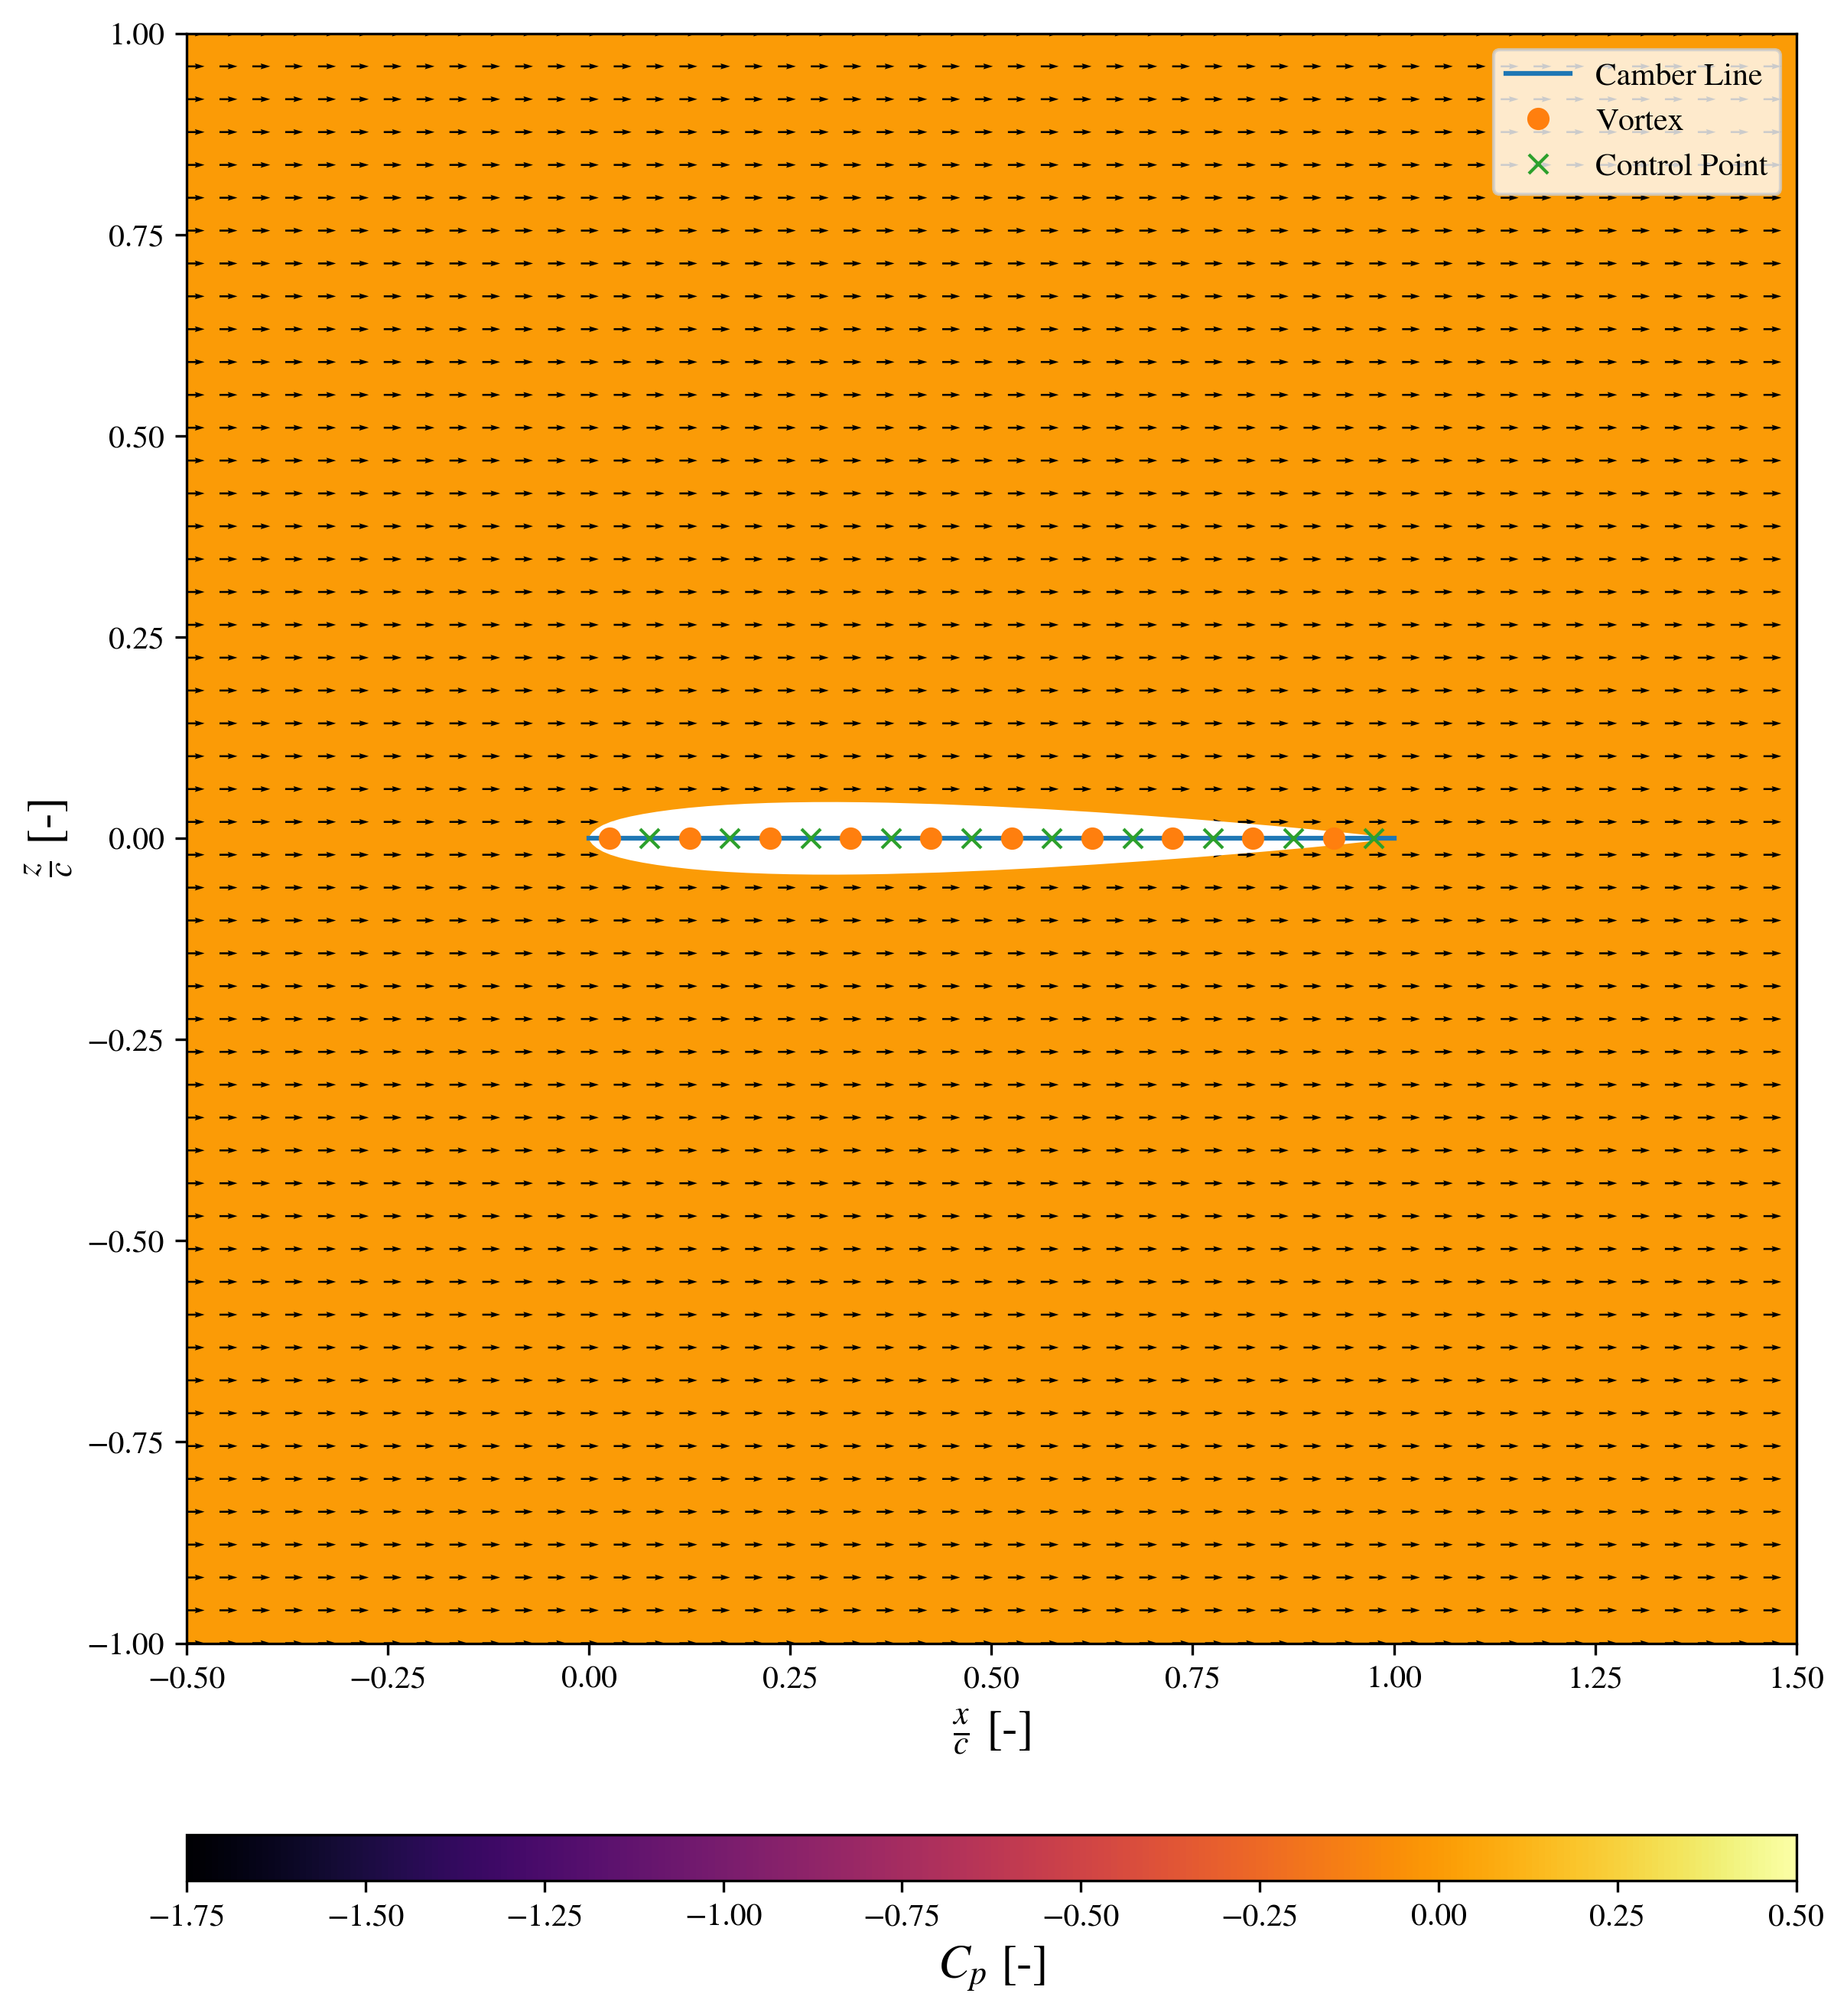 1.00
0.75
0.50
0.25
0.00
−0.25
−0.50
−0.75
−1.00
z/c [-]
Camber Line
Vortex
Control Point
−0.50 −0.25 0.00 0.25 0.50 0.75 1.00 1.25 1.50
x/c [-]
−1.75 −1.50 −1.25 −1.00 −0.75 −0.50 −0.25 0.00 0.25 0.50
Cp [-]